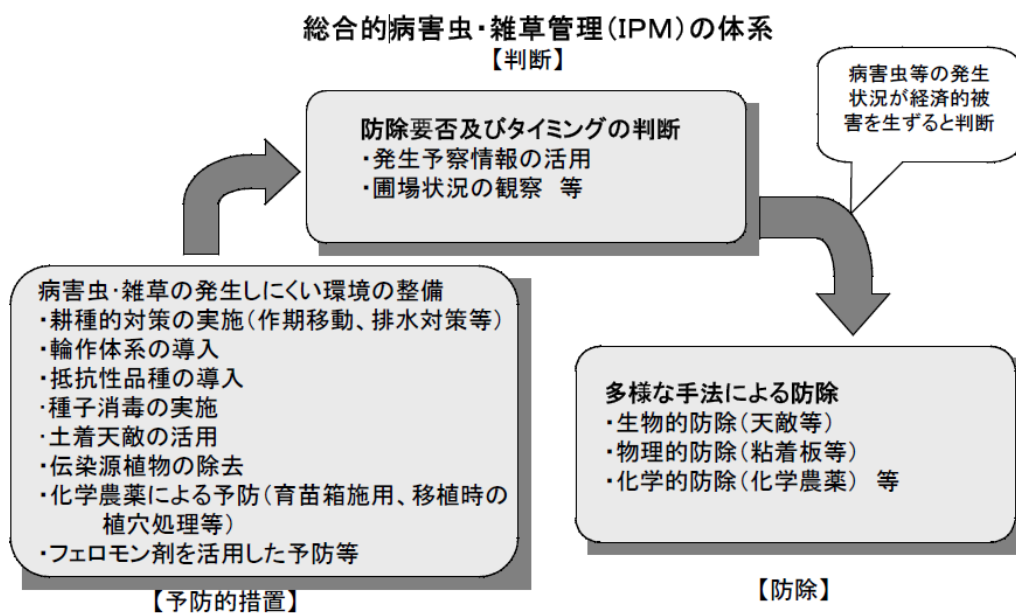 総合的病害虫・雑草管理(IPM)の体系
【判断】
病害虫等の発生
状況が経済的被
害を生ずると判断
防除要否及びタイミングの判断
・発生予察情報の活用
・圃場状況の観察 等
病害虫・雑草の発生しにくい環境の整備
・耕種的対策の実施(作期移動、排水対策等)
・輪作体系の導入
・抵抗性品種の導入
・種子消毒の実施
・土着天敵の活用
・伝染源植物の除去
・化学農薬による予防(育苗箱施用、移植時の
植穴処理等)
・フェロモン剤を活用した予防等
【予防的措置】
多様な手法による防除
・生物的防除(天敵等)
・物理的防除(粘着板等)
・化学的防除(化学農薬) 等
【防除】